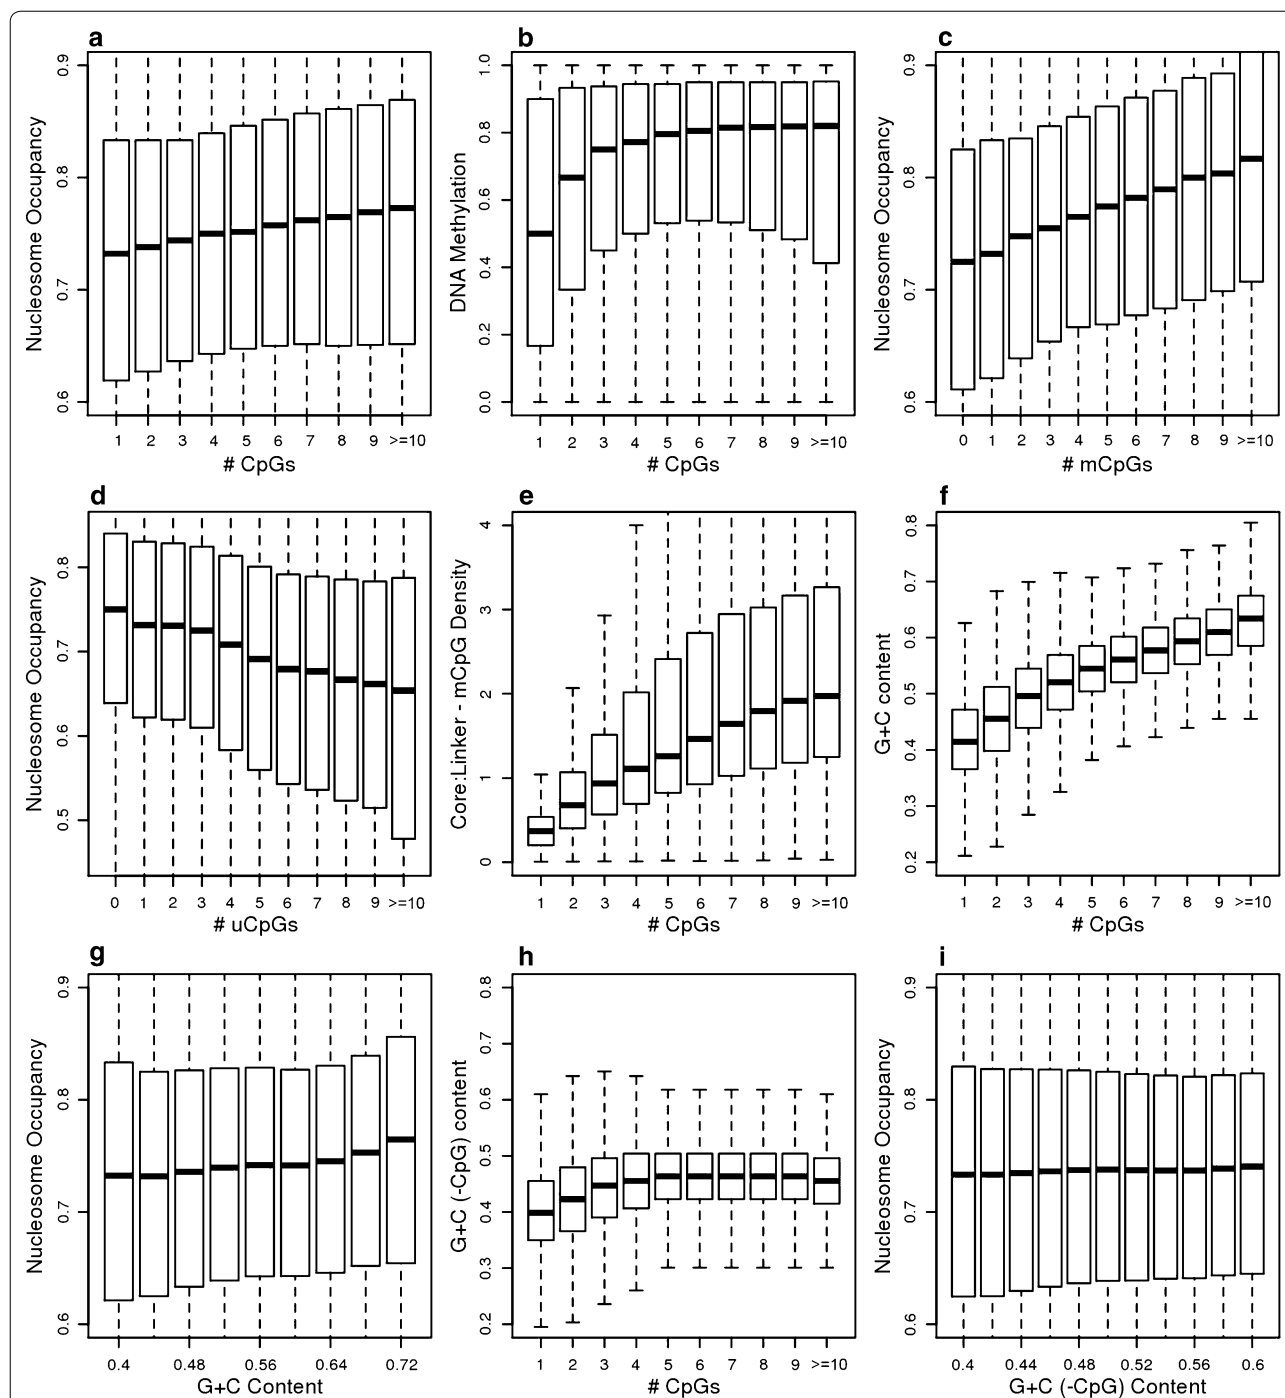 a
Nucleosome Occupancy
0.9
0.8
0.7
0.6
1 2 3 4 5 6 7 8 9 >=10
# CpGs
b
DNA Methylation
1.0
0.8
0.6
0.4
0.2
0.0
1 2 3 4 5 6 7 8 9 >=10
# CpGs
c
Nucleosome Occupancy
0.9
0.8
0.7
0.6
0 1 2 3 4 5 6 7 8 9 >=10
# mCpGs
d
Nucleosome Occupancy
0.8
0.7
0.6
0.5
0 1 2 3 4 5 6 7 8 9 >=10
# uCpGs
e
Core:Linker - mCpG Density
4
3
2
1
0
1 2 3 4 5 6 7 8 9 >=10
# CpGs
f
G+C content
0.8
0.7
0.6
0.5
0.4
0.3
0.2
1 2 3 4 5 6 7 8 9 >=10
# CpGs
g
Nucleosome Occupancy
0.9
0.8
0.7
0.6
0.4 0.48 0.56 0.64 0.72
G+C Content
h
G+C (-CpG) content
0.8
0.7
0.6
0.5
0.4
0.3
0.2
1 2 3 4 5 6 7 8 9 >=10
# CpGs
i
Nucleosome Occupancy
0.9
0.8
0.7
0.6
0.4 0.44 0.48 0.52 0.56 0.6
G+C (-CpG) Content